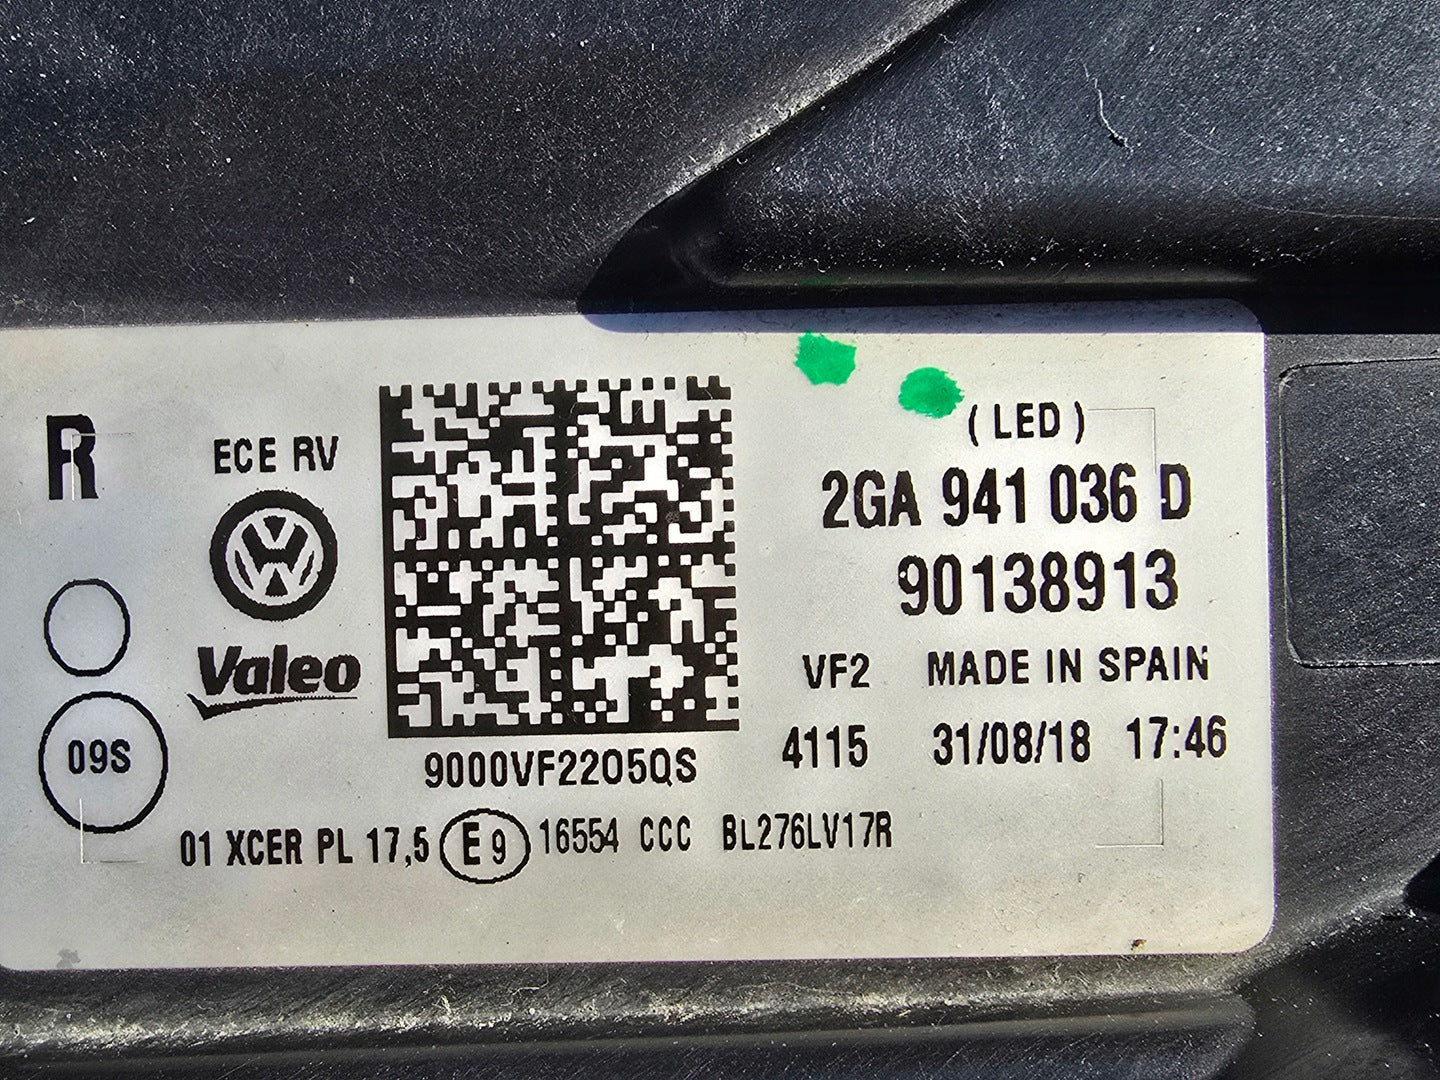 R
ECE RV
Valeo
09S
9000VF2205QS
( LED )
2GA 941 036 D
90138913
VF2 MADE IN SPAIN
4115 31/08/18 17:46
01 XCER PL 17,5 E9 16554 CCC BL276LV17R